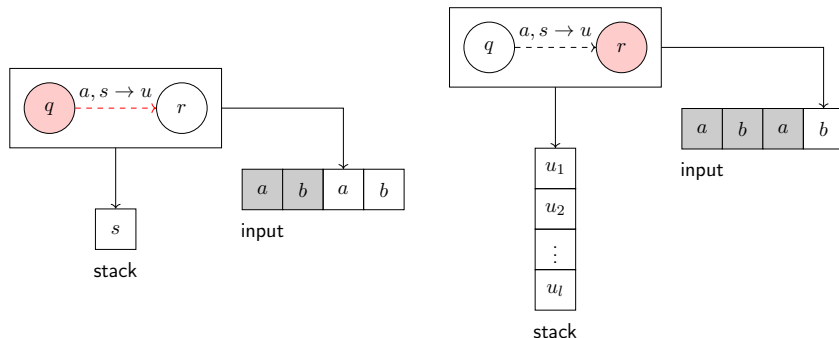 a, s → u
q r
a b a b
input
s
stack
a, s → u
q r
a b a b
input
u₁
u₂
⋮
uₗ
stack